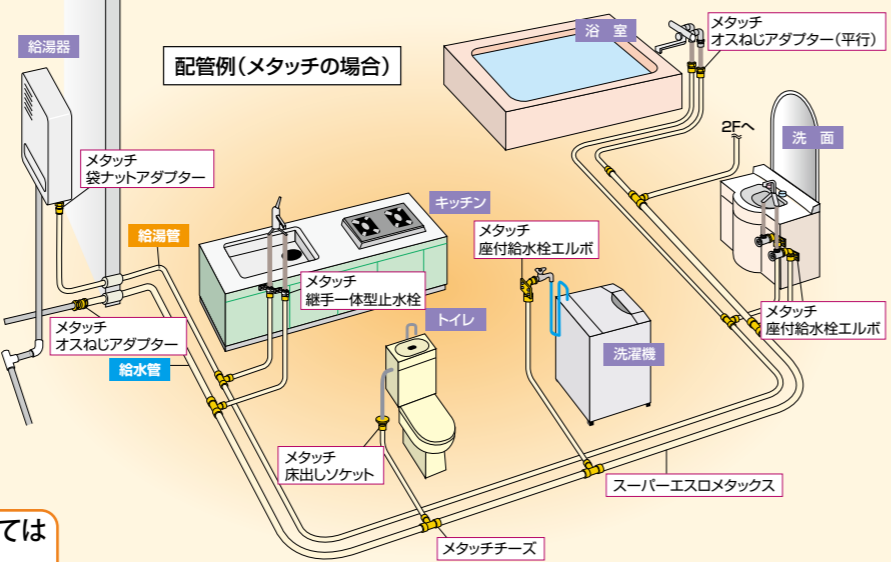 給湯器
配管例(メタッチの場合)
浴 室
メタッチ
オスねじアダプター(平行)
2Fへ
洗 面
メタッチ
袋ナットアダプター
キッチン
給湯管
メタッチ
座付給水栓エルボ
メタッチ
継手一体型止水栓
トイレ
メタッチ
オスねじアダプター
メタッチ
座付給水栓エルボ
洗濯機
給水管
メタッチ
床出しソケット
スーパーエスロメタックス
メタッチチーズ
ては